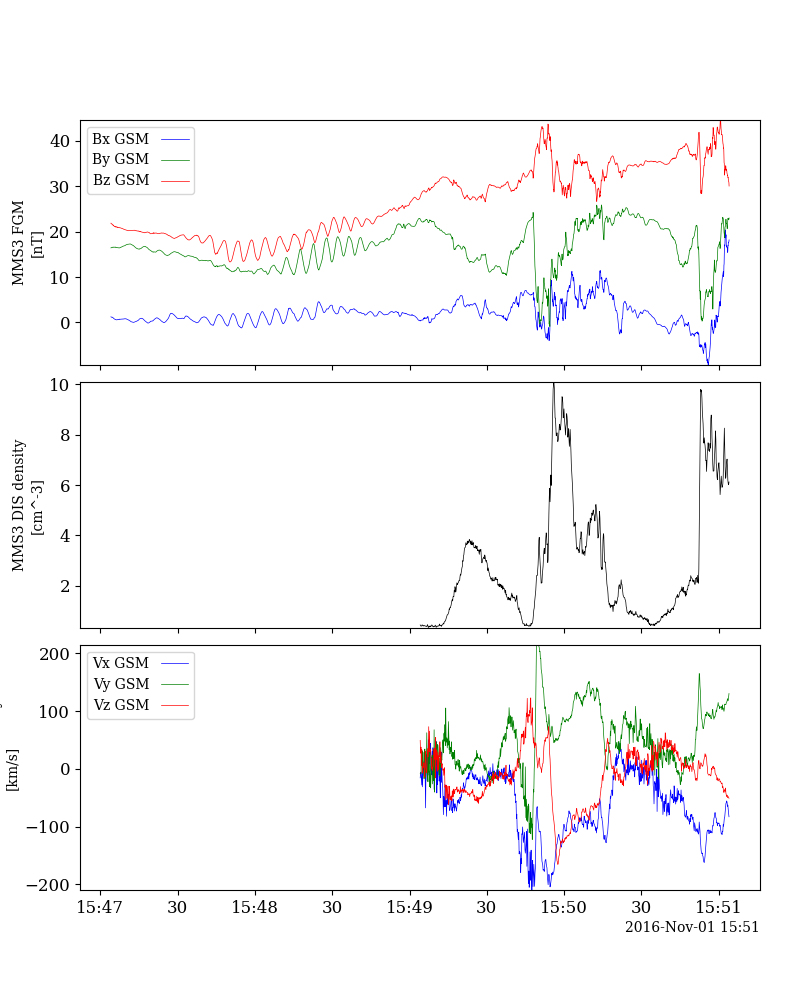 MMS3 FGM
[nT]
40
30
20
10
0
Bx GSM
By GSM
Bz GSM
MMS3 DIS density
[cm^-3]
10
8
6
4
2
[km/s]
200
100
0
−100
−200
Vx GSM
Vy GSM
Vz GSM
15:47
30
15:48
30
15:49
30
15:50
30
15:51
2016-Nov-01 15:51